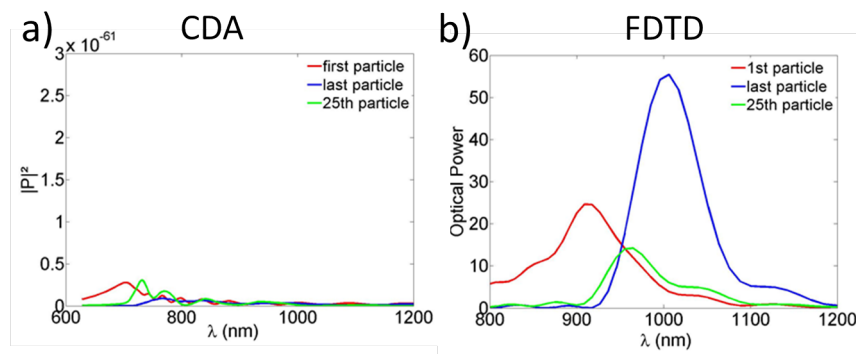 a) CDA
3× 10⁻⁶¹
2.5
2
1.5
1
0.5
0
|P|²
first particle
last particle
25th particle
600 800 1000 1200
λ (nm)
b) FDTD
60
50
40
30
20
10
0
Optical Power
1st particle
last particle
25th particle
800 900 1000 1100 1200
λ (nm)